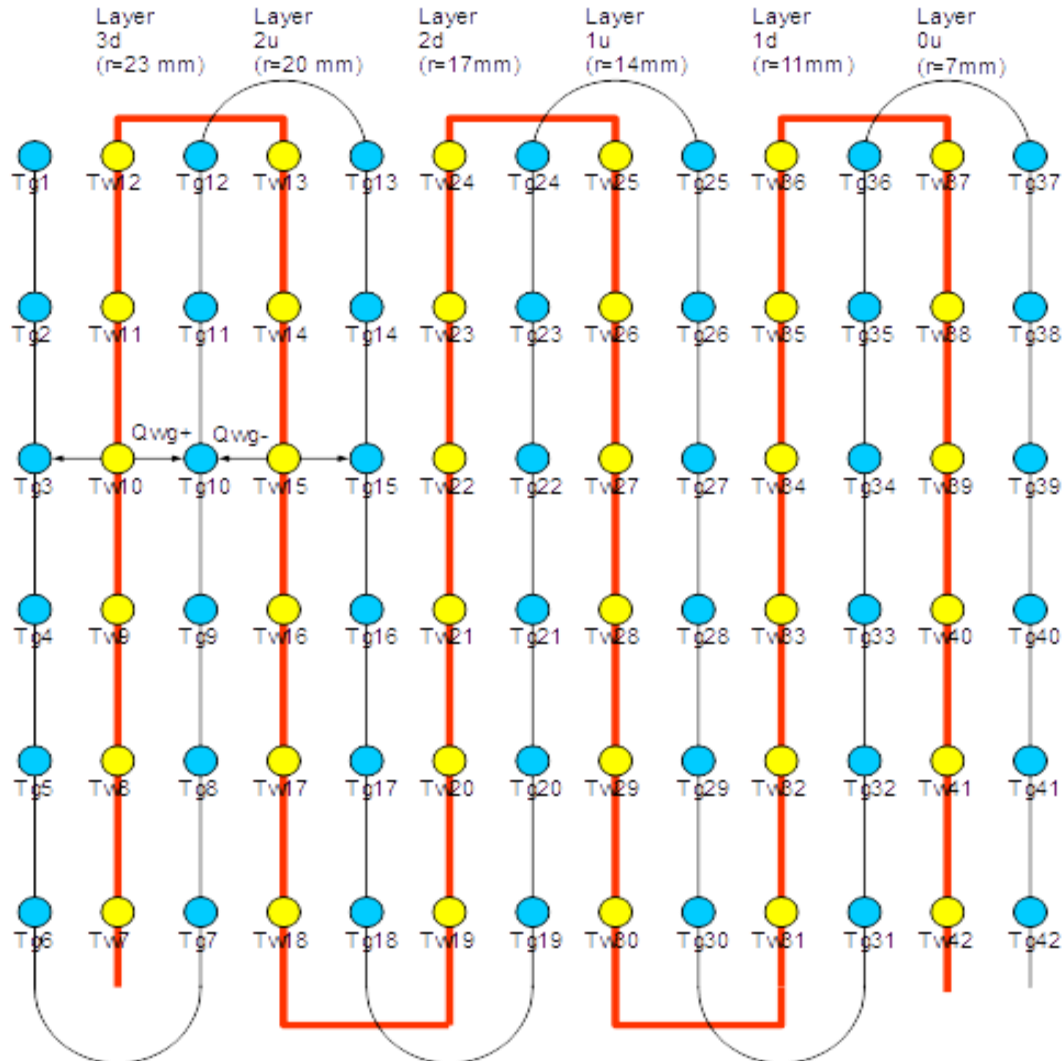 Layer Layer Layer Layer Layer Layer
3d 2u 2d 1u 1d 0u
(r=23 mm) (r=20 mm) (r=17mm) (r=14mm) (r=11mm) (r=7mm)
Tg1 Tw12 Tg12 Tw13 Tg13 Tw24 Tg24 Tw25 Tg25 Tw36 Tg36 Tw37 Tg37
Tg2 Tw11 Tg11 Tw14 Tg14 Tw23 Tg23 Tw26 Tg26 Tw35 Tg35 Tw38 Tg38
Qwg+ Qwg-
Tg3 Tw10 Tg10 Tw15 Tg15 Tw22 Tg22 Tw27 Tg27 Tw34 Tg34 Tw39 Tg39
Tg4 Tw9 Tg9 Tw16 Tg16 Tw21 Tg21 Tw28 Tg28 Tw33 Tg33 Tw40 Tg40
Tg5 Tw8 Tg8 Tw17 Tg17 Tw20 Tg20 Tw29 Tg29 Tw32 Tg32 Tw41 Tg41
Tg6 Tw7 Tg7 Tw18 Tg18 Tw19 Tg19 Tw30 Tg30 Tw31 Tg31 Tw42 Tg42